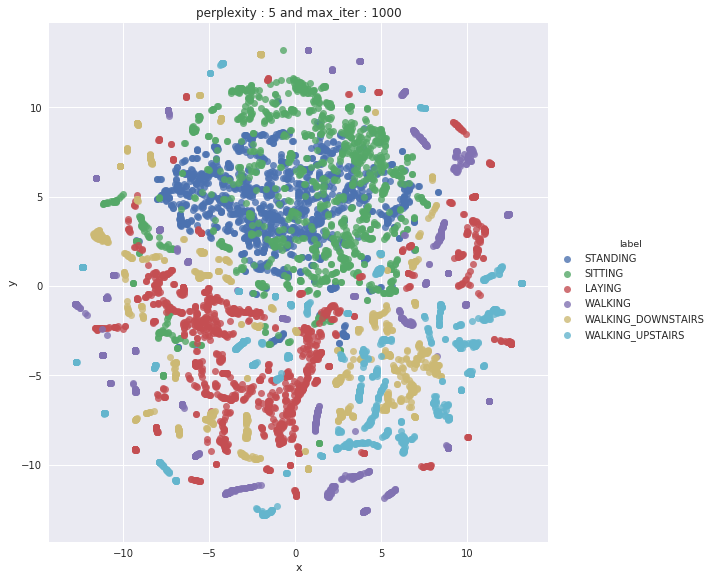 perplexity : 5 and max_iter : 1000
10
5
0
−5
−10
y
−10
−5
0
5
10
x
label
STANDING
SITTING
LAYING
WALKING
WALKING_DOWNSTAIRS
WALKING_UPSTAIRS